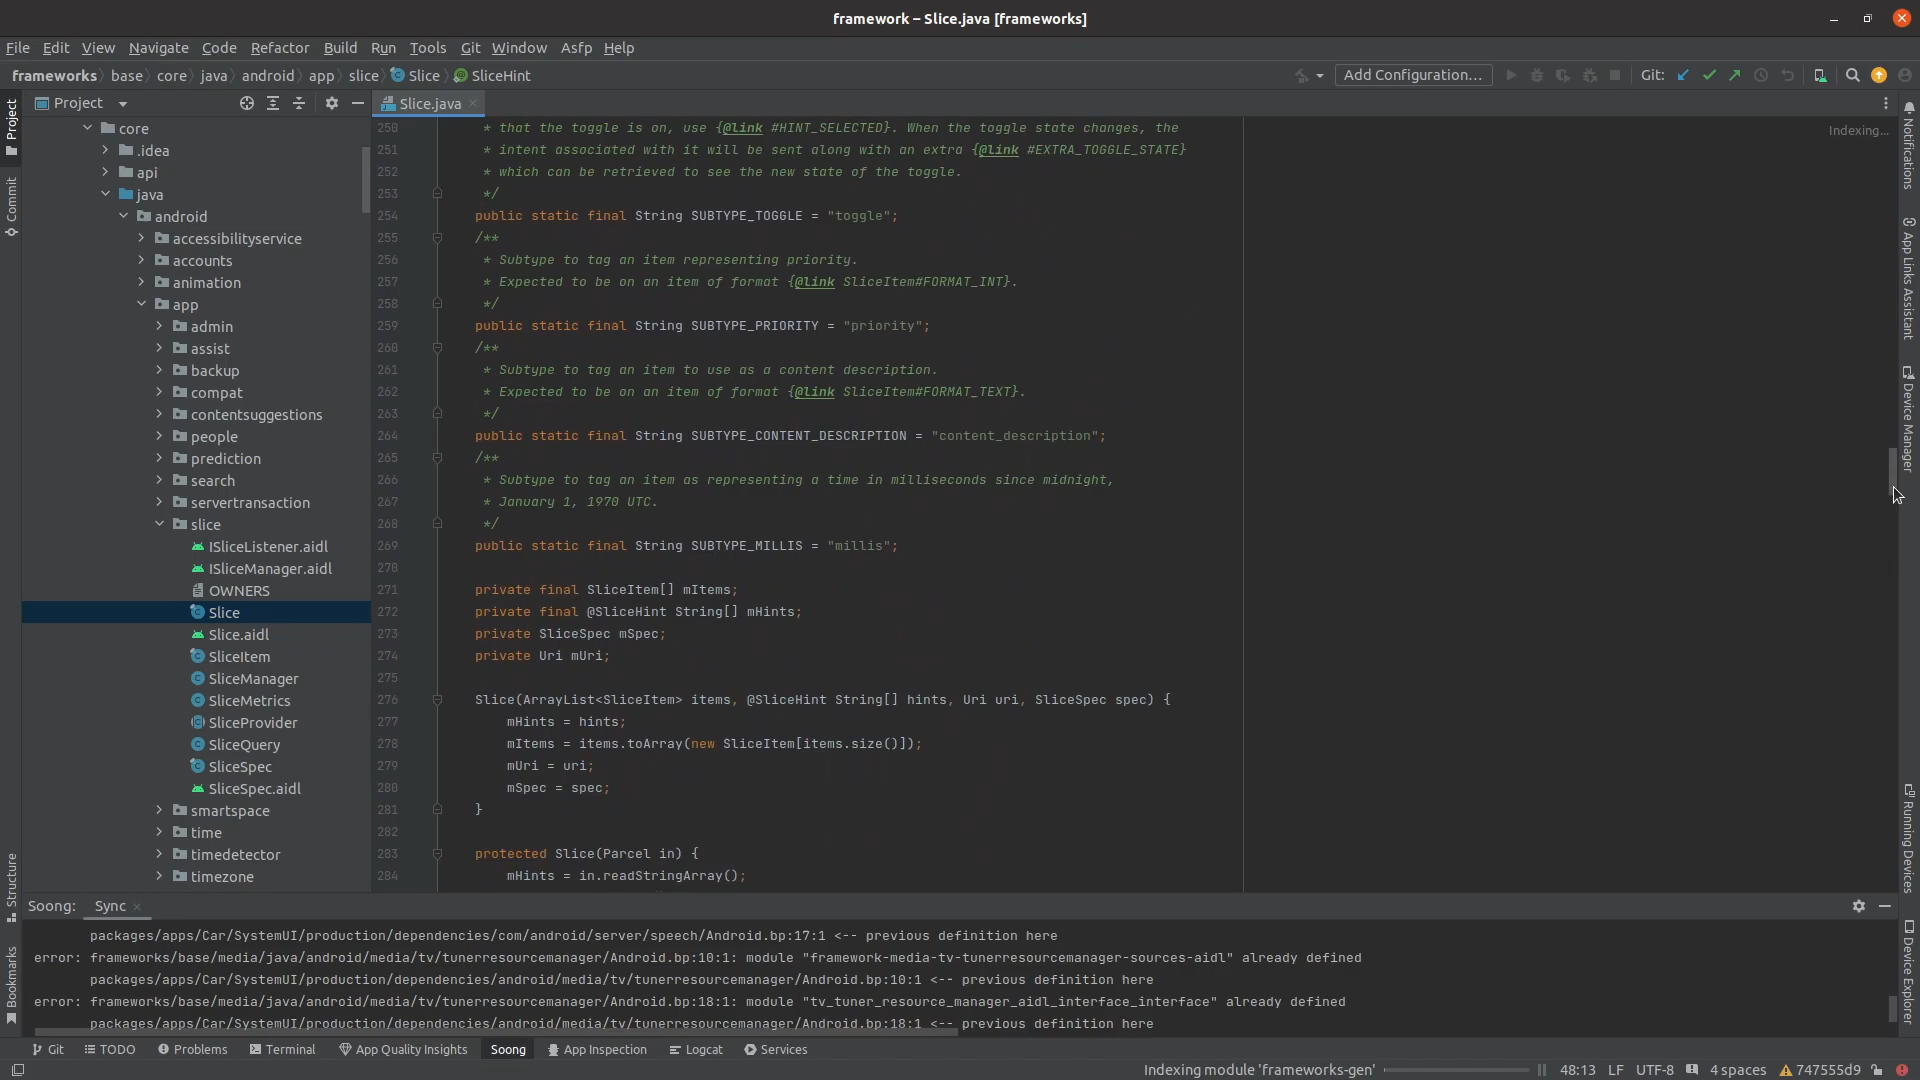 framework – Slice.java [frameworks]
File Edit View Navigate Code Refactor Build Run Tools Git Window Asfp Help
frameworks base core java android app slice Slice SliceHint
Add Configuration...
Git:
Project
Slice.java
Indexing...
Project
Commit
Structure
Bookmarks
core
.idea
api
java
android
accessibilityservice
accounts
animation
app
admin
assist
backup
compat
contentsuggestions
people
prediction
search
servertransaction
slice
ISliceListener.aidl
ISliceManager.aidl
OWNERS
Slice
Slice.aidl
SliceItem
SliceManager
SliceMetrics
SliceProvider
SliceQuery
SliceSpec
SliceSpec.aidl
smartspace
time
timedetector
timezone
250 * that the toggle is on, use {@link #HINT_SELECTED}. When the toggle state changes, the
251 * intent associated with it will be sent along with an extra {@link #EXTRA_TOGGLE_STATE}
252 * which can be retrieved to see the new state of the toggle.
253 */
254 public static final String SUBTYPE_TOGGLE = "toggle";
255 /**
256 * Subtype to tag an item representing priority.
257 * Expected to be on an item of format {@link SliceItem#FORMAT_INT}.
258 */
259 public static final String SUBTYPE_PRIORITY = "priority";
260 /**
261 * Subtype to tag an item to use as a content description.
262 * Expected to be on an item of format {@link SliceItem#FORMAT_TEXT}.
263 */
264 public static final String SUBTYPE_CONTENT_DESCRIPTION = "content_description";
265 /**
266 * Subtype to tag an item as representing a time in milliseconds since midnight,
267 * January 1, 1970 UTC.
268 */
269 public static final String SUBTYPE_MILLIS = "millis";
270
271 private final SliceItem[] mItems;
272 private final @SliceHint String[] mHints;
273 private SliceSpec mSpec;
274 private Uri mUri;
275
276 Slice(ArrayList<SliceItem> items, @SliceHint String[] hints, Uri uri, SliceSpec spec) {
277 mHints = hints;
278 mItems = items.toArray(new SliceItem[items.size()]);
279 mUri = uri;
280 mSpec = spec;
281 }
282
283 protected Slice(Parcel in) {
284 mHints = in.readStringArray();
Notifications
App Links Assistant
Device Manager
Running Devices
Device Explorer
Soong: Sync
packages/apps/Car/SystemUI/production/dependencies/com/android/server/speech/Android.bp:17:1 <-- previous definition here
error: frameworks/base/media/java/android/media/tv/tunerresourcemanager/Android.bp:10:1: module "framework-media-tv-tunerresourcemanager-sources-aidl" already defined
packages/apps/Car/SystemUI/production/dependencies/android/media/tv/tunerresourcemanager/Android.bp:10:1 <-- previous definition here
error: frameworks/base/media/java/android/media/tv/tunerresourcemanager/Android.bp:18:1: module "tv_tuner_resource_manager_aidl_interface_interface" already defined
packages/apps/Car/SystemUI/production/dependencies/android/media/tv/tunerresourcemanager/Android.bp:18:1 <-- previous definition here
Git TODO Problems Terminal App Quality Insights Soong App Inspection Logcat Services
Indexing module 'frameworks-gen' 48:13 LF UTF-8 4 spaces 747555d9